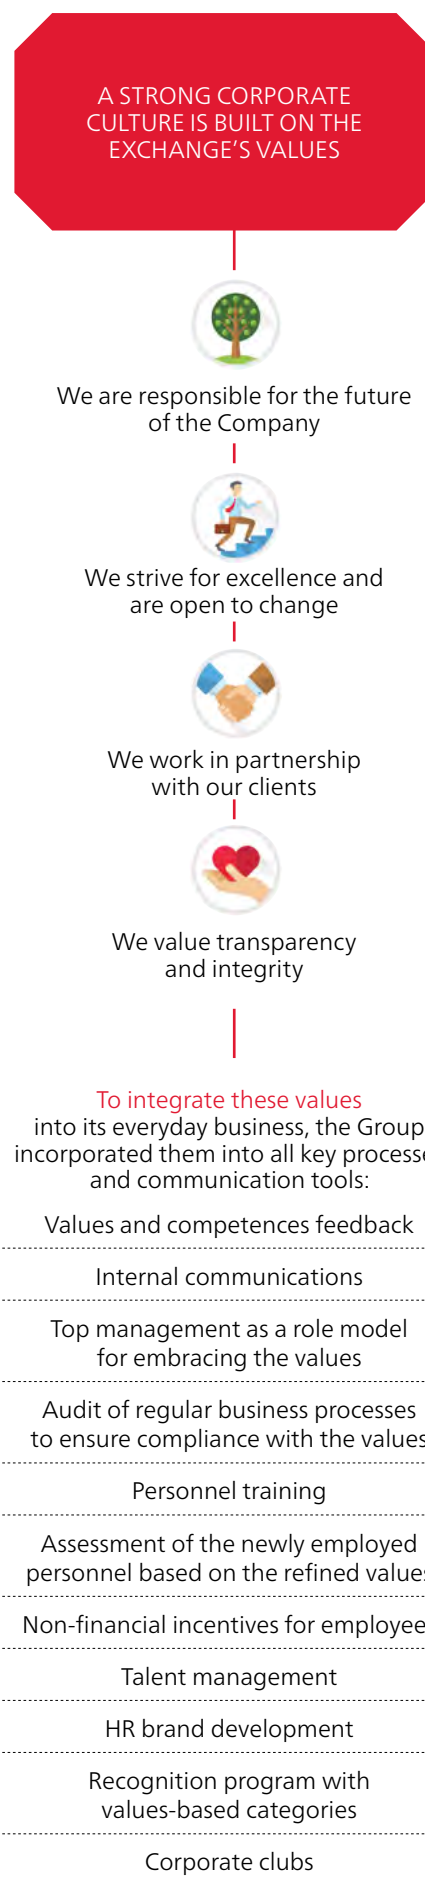 A STRONG CORPORATE
CULTURE IS BUILT ON THE
EXCHANGE’S VALUES
We are responsible for the future
of the Company
We strive for excellence and
are open to change
We work in partnership
with our clients
We value transparency
and integrity
To integrate these values
into its everyday business, the Group
incorporated them into all key processe
and communication tools:
Values and competences feedback
Internal communications
Top management as a role model
for embracing the values
Audit of regular business processes
to ensure compliance with the values
Personnel training
Assessment of the newly employed
personnel based on the refined values
Non-financial incentives for employee
Talent management
HR brand development
Recognition program with
values-based categories
Corporate clubs